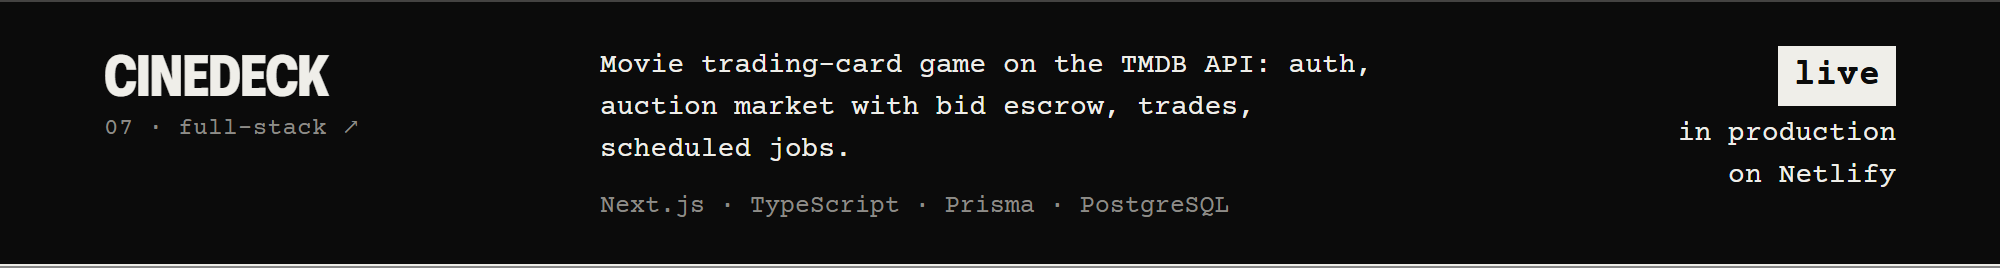 CINEDECK
07 · full-stack ↗
Movie trading-card game on the TMDB API: auth,
auction market with bid escrow, trades,
scheduled jobs.
Next.js · TypeScript · Prisma · PostgreSQL
live
in production
on Netlify